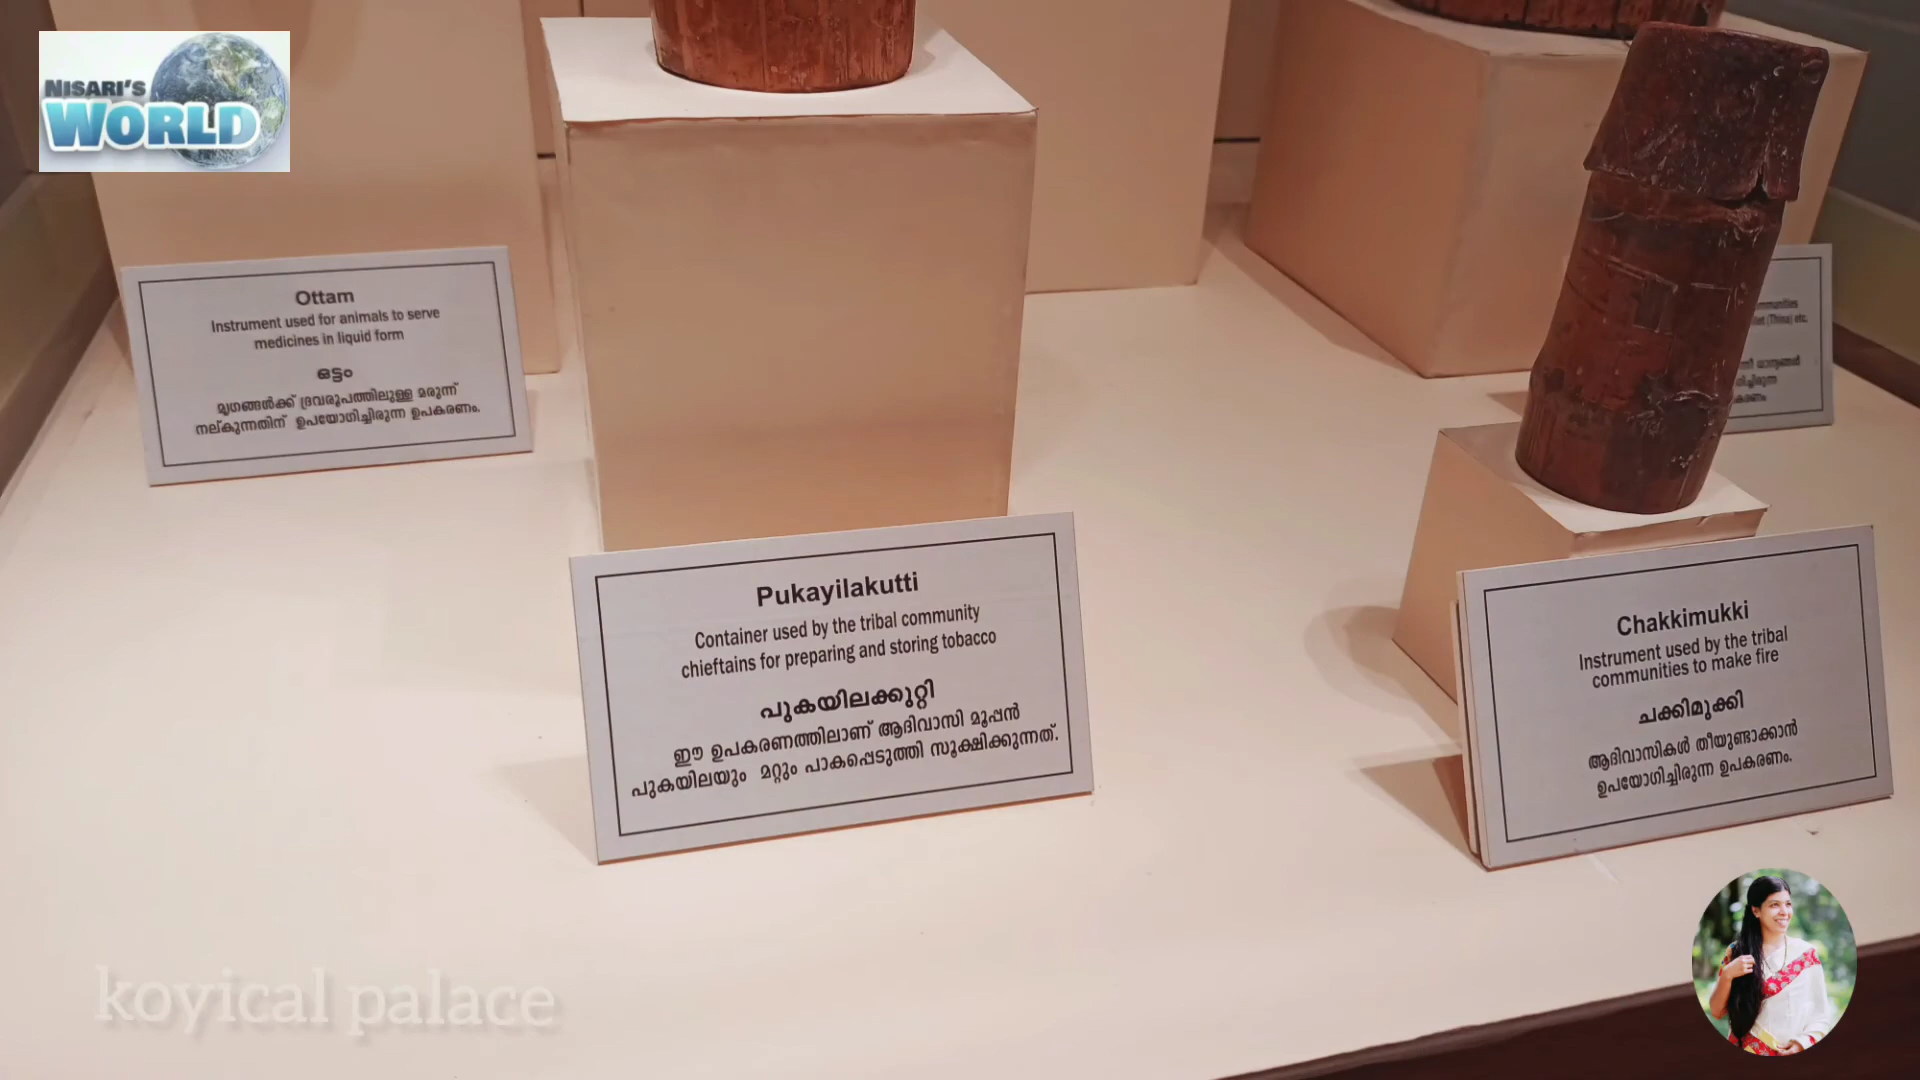 NISARI'S
WORLD
Ottam
Instrument used for animals to serve
medicines in liquid form
ഒട്ടം
മൃഗങ്ങൾക്ക് ദ്രവരൂപത്തിലുള്ള മരുന്ന്
നല്കുന്നതിന് ഉപയോഗിച്ചിരുന്ന ഉപകരണം.
Pukayilakutti
Container used by the tribal community
chieftains for preparing and storing tobacco
പുകയിലക്കുറ്റി
ഈ ഉപകരണത്തിലാണ് ആദിവാസി മൂപ്പൻ
പുകയിലയും മറ്റും പാകപ്പെടുത്തി സൂക്ഷിക്കുന്നത്.
Chakkimukki
Instrument used by the tribal
communities to make fire
ചക്കിമുക്കി
ആദിവാസികൾ തീയുണ്ടാക്കാൻ
ഉപയോഗിച്ചിരുന്ന ഉപകരണം.
(Thina) etc.
koyical palace